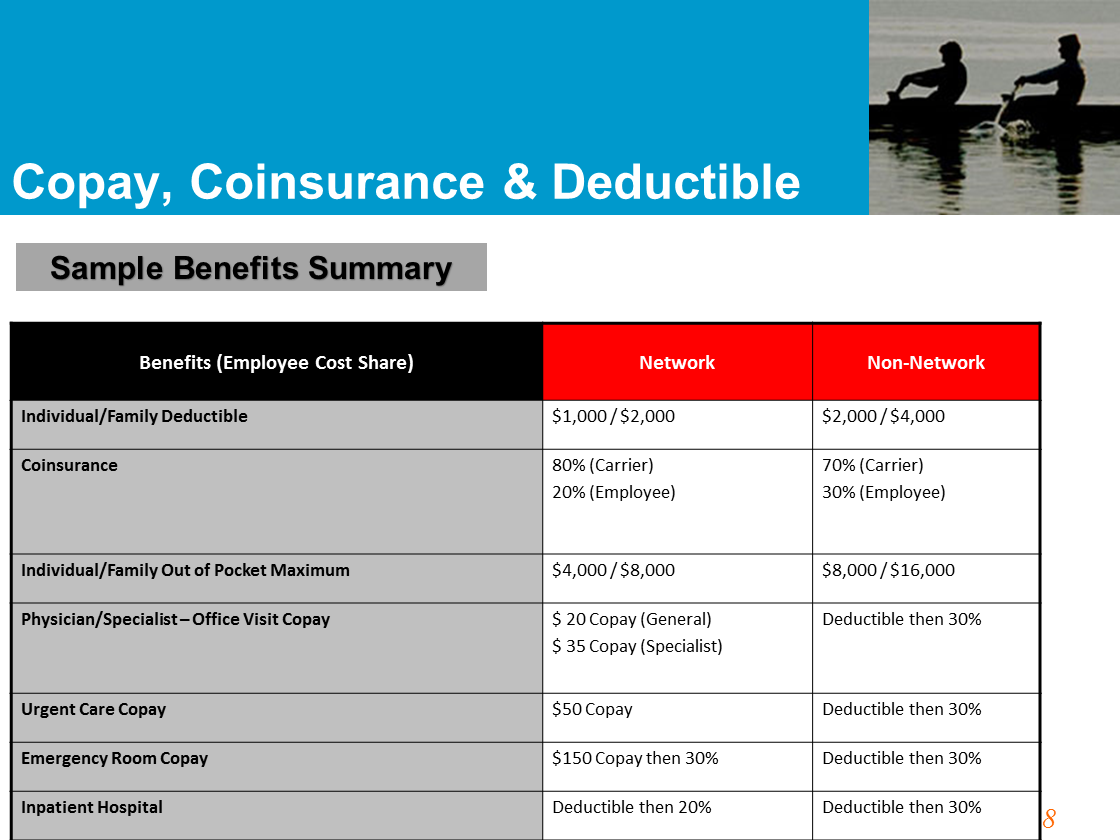 Copay, Coinsurance & Deductible
Sample Benefits Summary
Benefits (Employee Cost Share) Network Non-Network
Individual/Family Deductible $1,000 / $2,000 $2,000 / $4,000
Coinsurance 80% (Carrier) 70% (Carrier)
20% (Employee) 30% (Employee)
Individual/Family Out of Pocket Maximum $4,000 / $8,000 $8,000 / $16,000
Physician/Specialist – Office Visit Copay $ 20 Copay (General) Deductible then 30%
$ 35 Copay (Specialist)
Urgent Care Copay $50 Copay Deductible then 30%
Emergency Room Copay $150 Copay then 30% Deductible then 30%
Inpatient Hospital Deductible then 20% Deductible then 30%
8